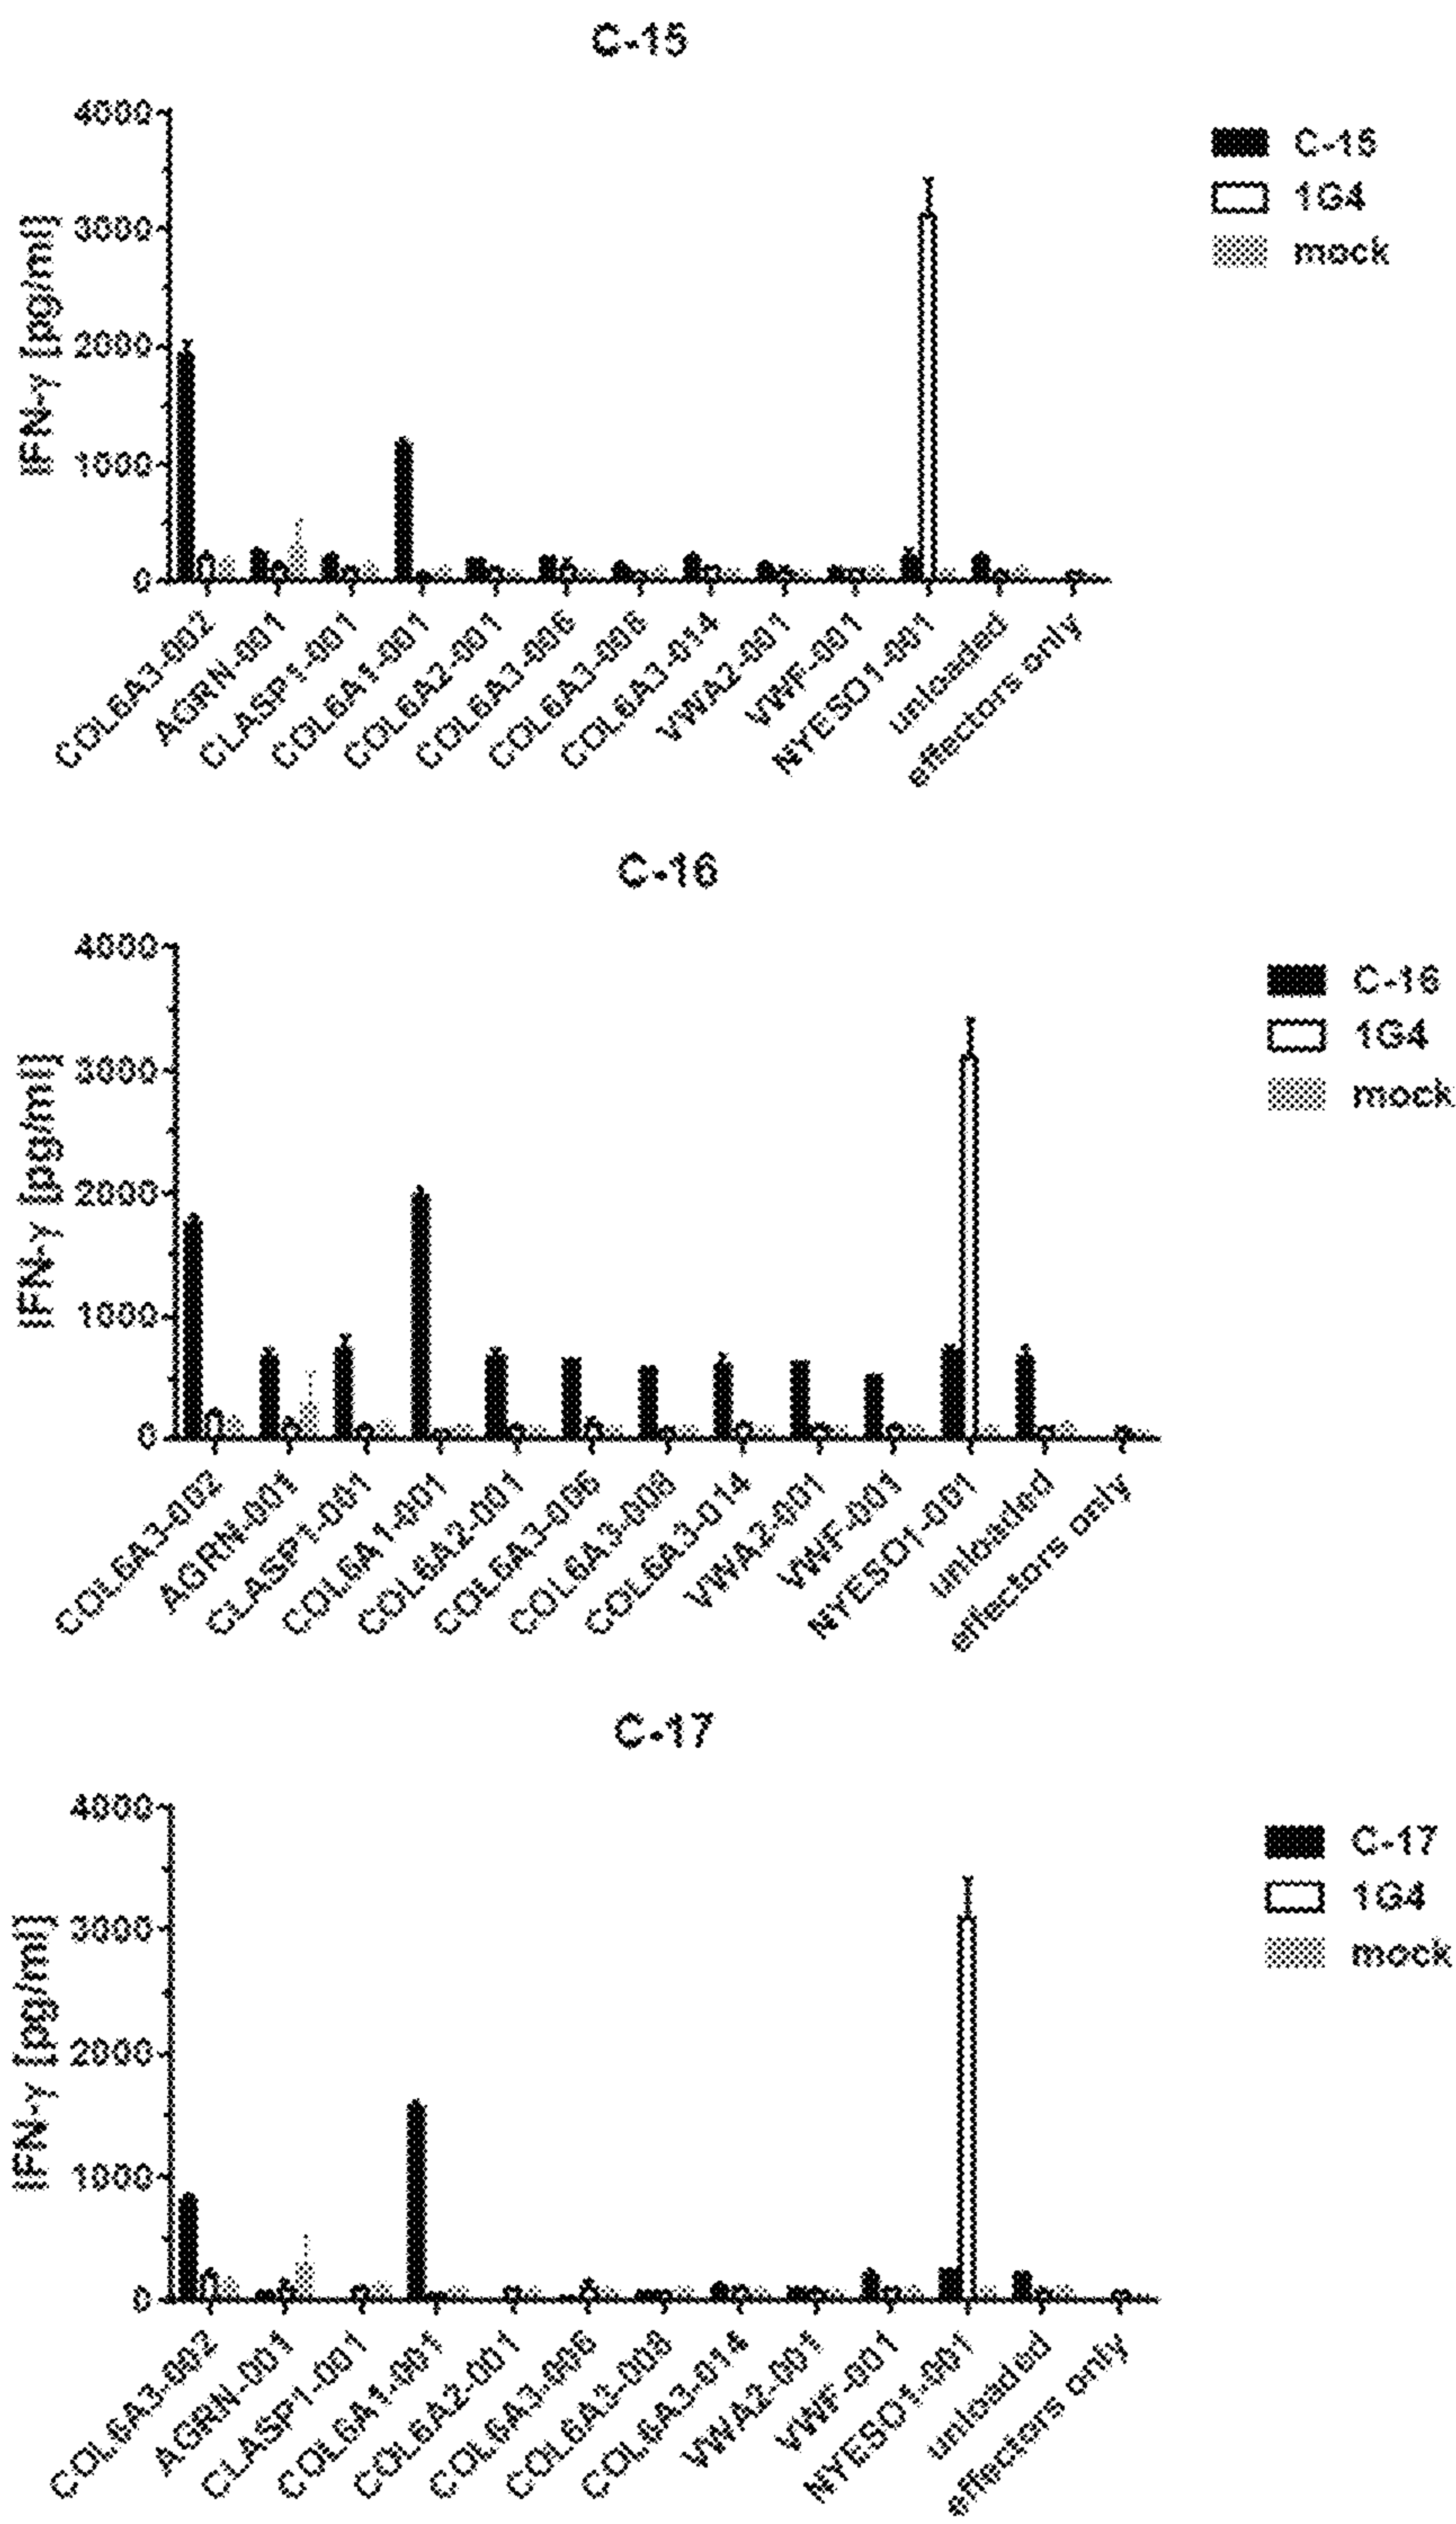 C-15
4000
3000
2000
1000
0
IFN-γ [pg/ml]
C-15
1G4
mock
COL6A3-002
AGRN-001
CLASP1-001
COL6A1-001
COL6A2-001
COL6A3-006
COL6A3-008
COL6A3-014
VWA2-001
VWF-001
NYESO1-001
unloaded
effectors only
C-16
4000
3000
2000
1000
0
IFN-γ [pg/ml]
C-16
1G4
mock
COL6A3-002
AGRN-001
CLASP1-001
COL6A1-001
COL6A2-001
COL6A3-006
COL6A3-008
COL6A3-014
VWA2-001
VWF-001
NYESO1-001
unloaded
effectors only
C-17
4000
3000
2000
1000
0
IFN-γ [pg/ml]
C-17
1G4
mock
COL6A3-002
AGRN-001
CLASP1-001
COL6A1-001
COL6A2-001
COL6A3-006
COL6A3-008
COL6A3-014
VWA2-001
VWF-001
NYESO1-001
unloaded
effectors only